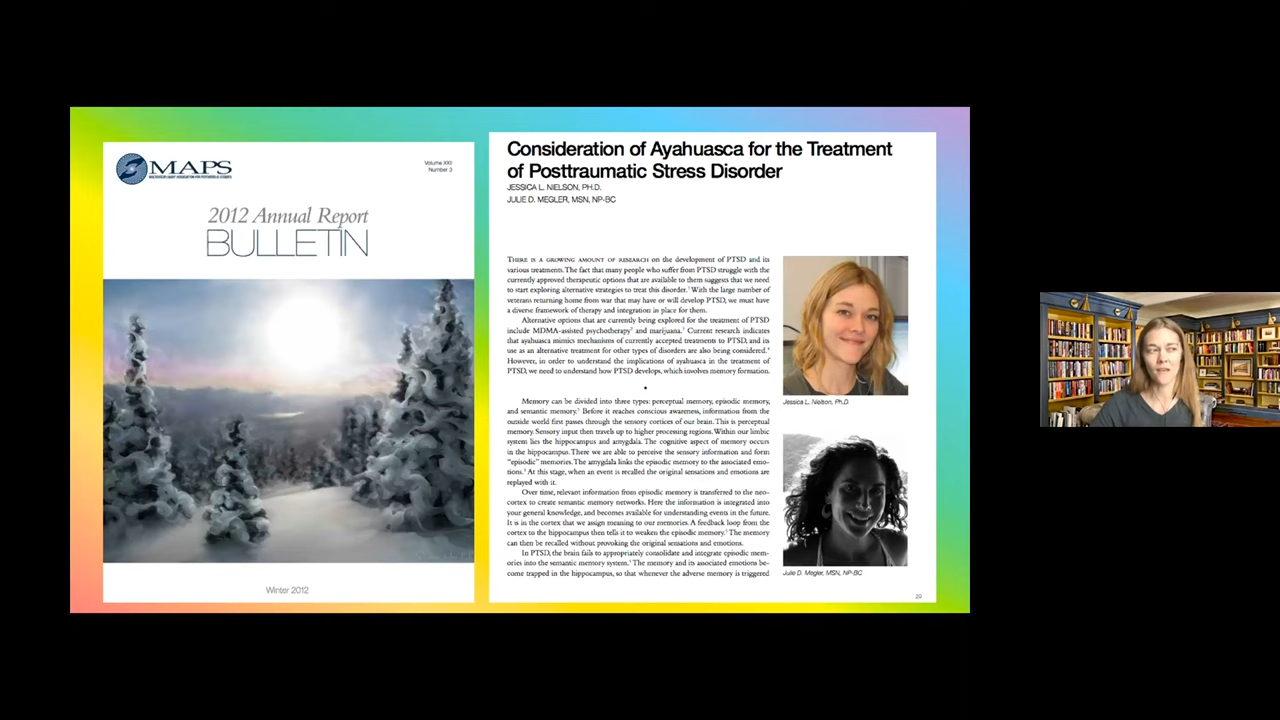 MAPS
MULTIDISCIPLINARY ASSOCIATION FOR PSYCHEDELIC STUDIES
Volume XXII
Number 3
2012 Annual Report
BULLETIN
Winter 2012
Consideration of Ayahuasca for the Treatment
of Posttraumatic Stress Disorder
JESSICA L. NIELSON, PH.D.
JULIE D. MEGLER, MSN, NP-BC
THERE IS A GROWING AMOUNT OF RESEARCH on the development of PTSD and its
various treatments. The fact that many people who suffer from PTSD struggle with the
currently approved therapeutic options that are available to them suggests that we need
to start exploring alternative strategies to treat this disorder.¹ With the large number of
veterans returning home from war that may have or will develop PTSD, we must have
a diverse framework of therapy and integration in place for them.
Alternative options that are currently being explored for the treatment of PTSD
include MDMA-assisted psychotherapy² and marijuana.³ Current research indicates
that ayahuasca mimics mechanisms of currently accepted treatments to PTSD, and its
use as an alternative treatment for other types of disorders are also being considered.⁴
However, in order to understand the implications of ayahuasca in the treatment of
PTSD, we need to understand how PTSD develops, which involves memory formation.
•
Memory can be divided into three types: perceptual memory, episodic memory,
and semantic memory.⁵ Before it reaches conscious awareness, information from the
outside world first passes through the sensory cortices of our brain. This is perceptual
memory. Sensory input then travels up to higher processing regions. Within our limbic
system lies the hippocampus and amygdala. The cognitive aspect of memory occurs
in the hippocampus. There we are able to perceive the sensory information and form
"episodic" memories. The amygdala links the episodic memory to the associated emo-
tions.⁵ At this stage, when an event is recalled the original sensations and emotions are
replayed with it.
Over time, relevant information from episodic memory is transferred to the neo-
cortex to create semantic memory networks. Here the information is integrated into
your general knowledge, and becomes available for understanding events in the future.
It is in the cortex that we assign meaning to our memories. A feedback loop from the
cortex to the hippocampus then tells it to weaken the episodic memory.⁵ The memory
can then be recalled without provoking the original sensations and emotions.
In PTSD, the brain fails to appropriately consolidate and integrate episodic mem-
ories into the semantic memory system.⁵ The memory and its associated emotions be-
come trapped in the hippocampus, so that whenever the adverse memory is triggered
Jessica L. Nielson, Ph.D.
Julie D. Megler, MSN, NP-BC
29